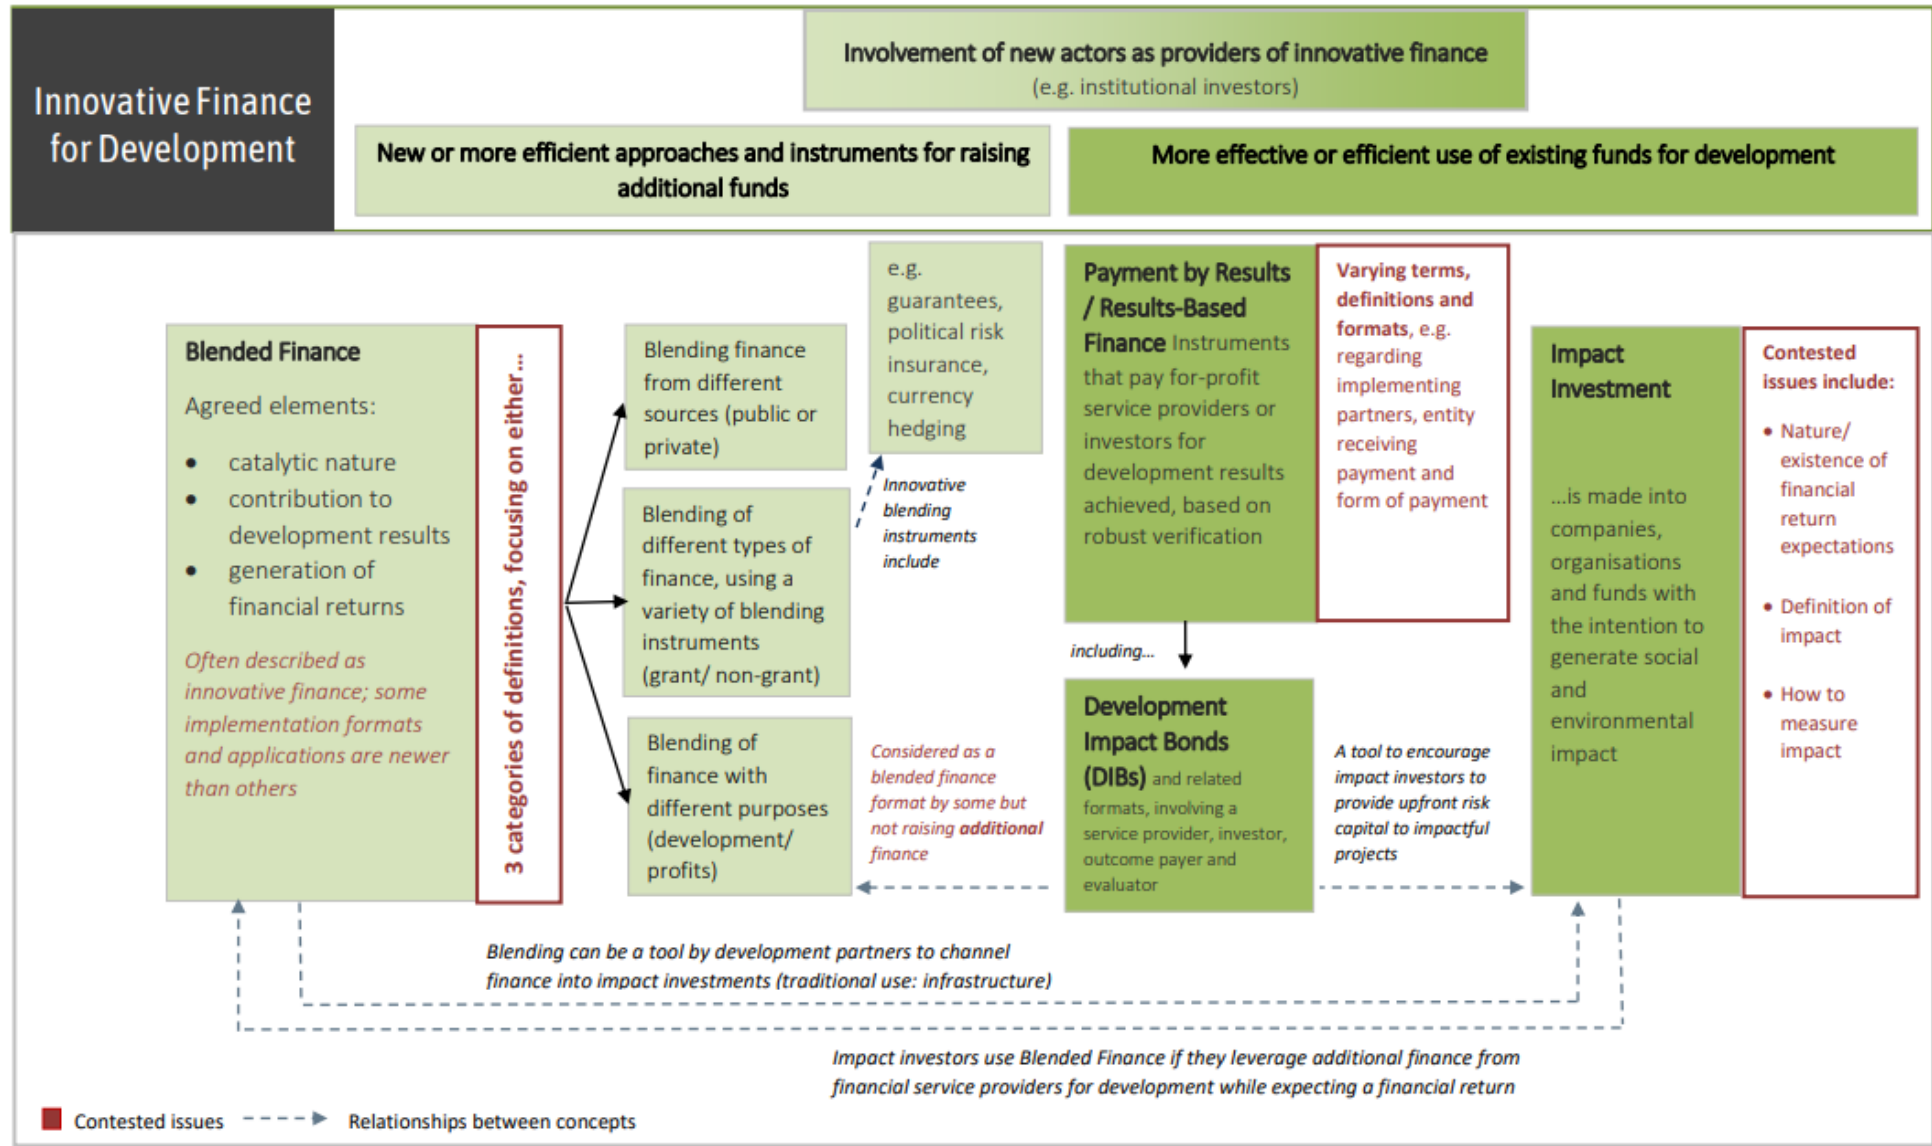 Innovative Finance
for Development
Involvement of new actors as providers of innovative finance
(e.g. institutional investors)
New or more efficient approaches and instruments for raising
additional funds
More effective or efficient use of existing funds for development
Blended Finance
Agreed elements:
• catalytic nature
• contribution to
development results
• generation of
financial returns
Often described as
innovative finance; some
implementation formats
and applications are newer
than others
3 categories of definitions, focusing on either...
Blending finance
from different
sources (public or
private)
Blending of
different types of
finance, using a
variety of blending
instruments
(grant/ non-grant)
Blending of
finance with
different purposes
(development/
profits)
e.g.
guarantees,
political risk
insurance,
currency
hedging
Innovative
blending
instruments
include
Considered as a
blended finance
format by some but
not raising additional
finance
Payment by Results
/ Results-Based
Finance Instruments
that pay for-profit
service providers or
investors for
development results
achieved, based on
robust verification
Varying terms,
definitions and
formats, e.g.
regarding
implementing
partners, entity
receiving
payment and
form of payment
including...
Development
Impact Bonds
(DIBs) and related
formats, involving a
service provider, investor,
outcome payer and
evaluator
A tool to encourage
impact investors to
provide upfront risk
capital to impactful
projects
Impact
Investment
...is made into
companies,
organisations
and funds with
the intention to
generate social
and
environmental
impact
Contested
issues include:
• Nature/
existence of
financial
return
expectations
• Definition of
impact
• How to
measure
impact
Blending can be a tool by development partners to channel
finance into impact investments (traditional use: infrastructure)
Impact investors use Blended Finance if they leverage additional finance from
financial service providers for development while expecting a financial return
Contested issues
Relationships between concepts